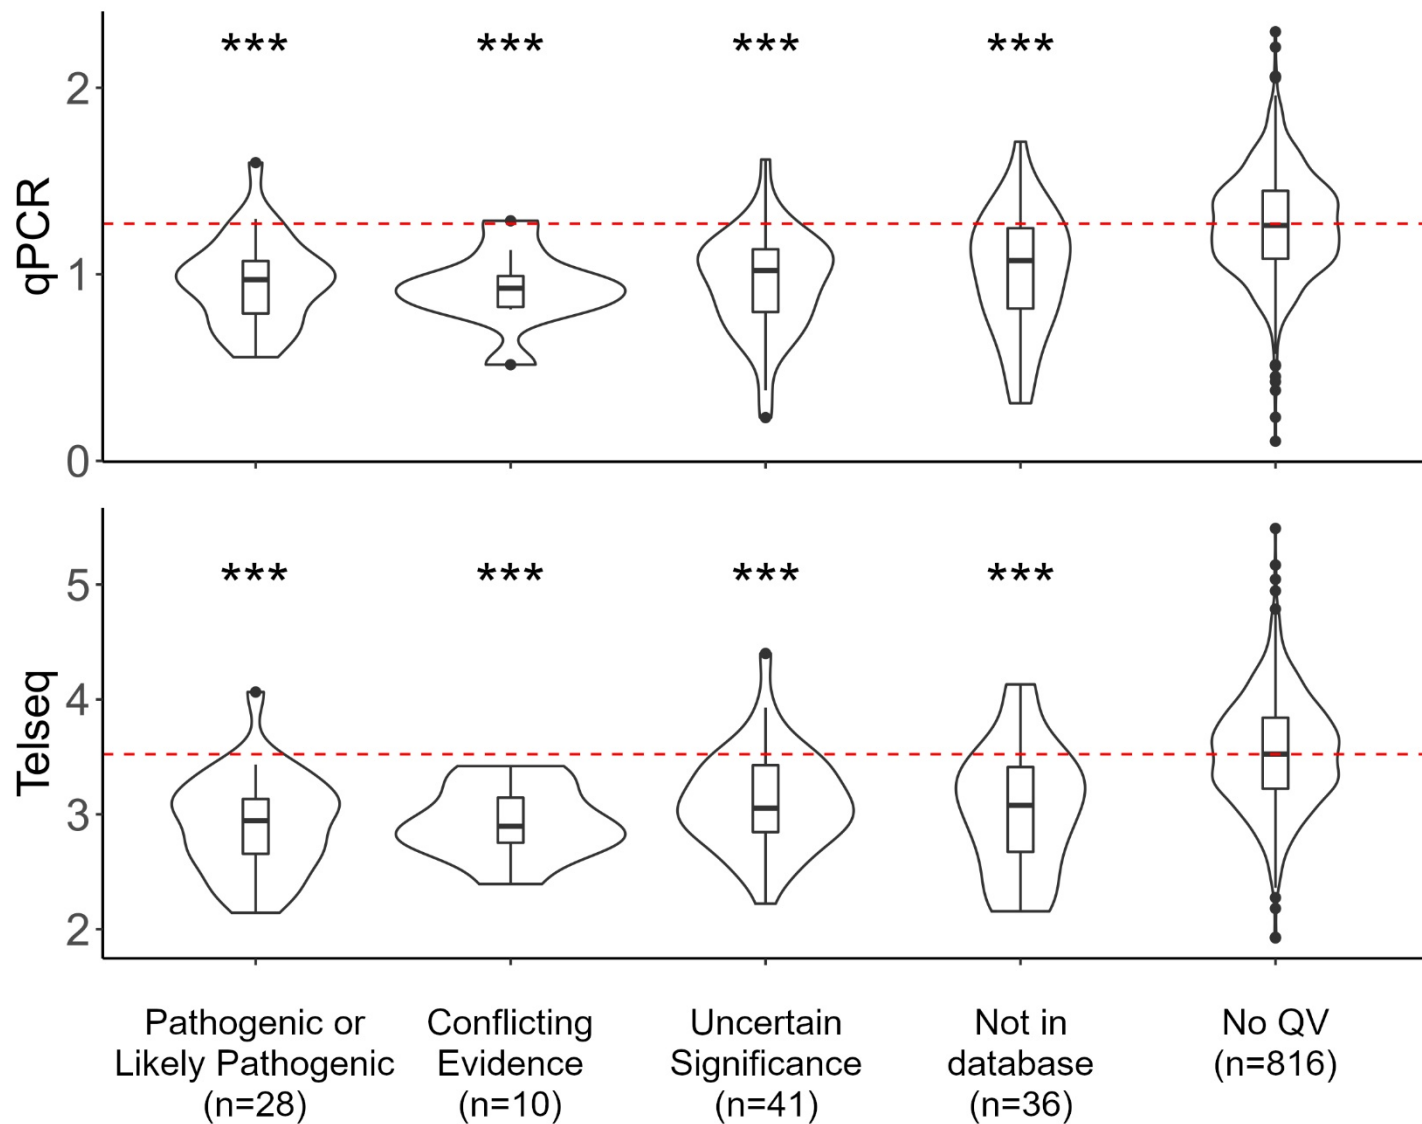 qPCR
2
1
0
*** *** *** ***
Telseq
5
4
3
2
*** *** *** ***
Pathogenic or
Likely Pathogenic
(n=28)
Conflicting
Evidence
(n=10)
Uncertain
Significance
(n=41)
Not in
database
(n=36)
No QV
(n=816)